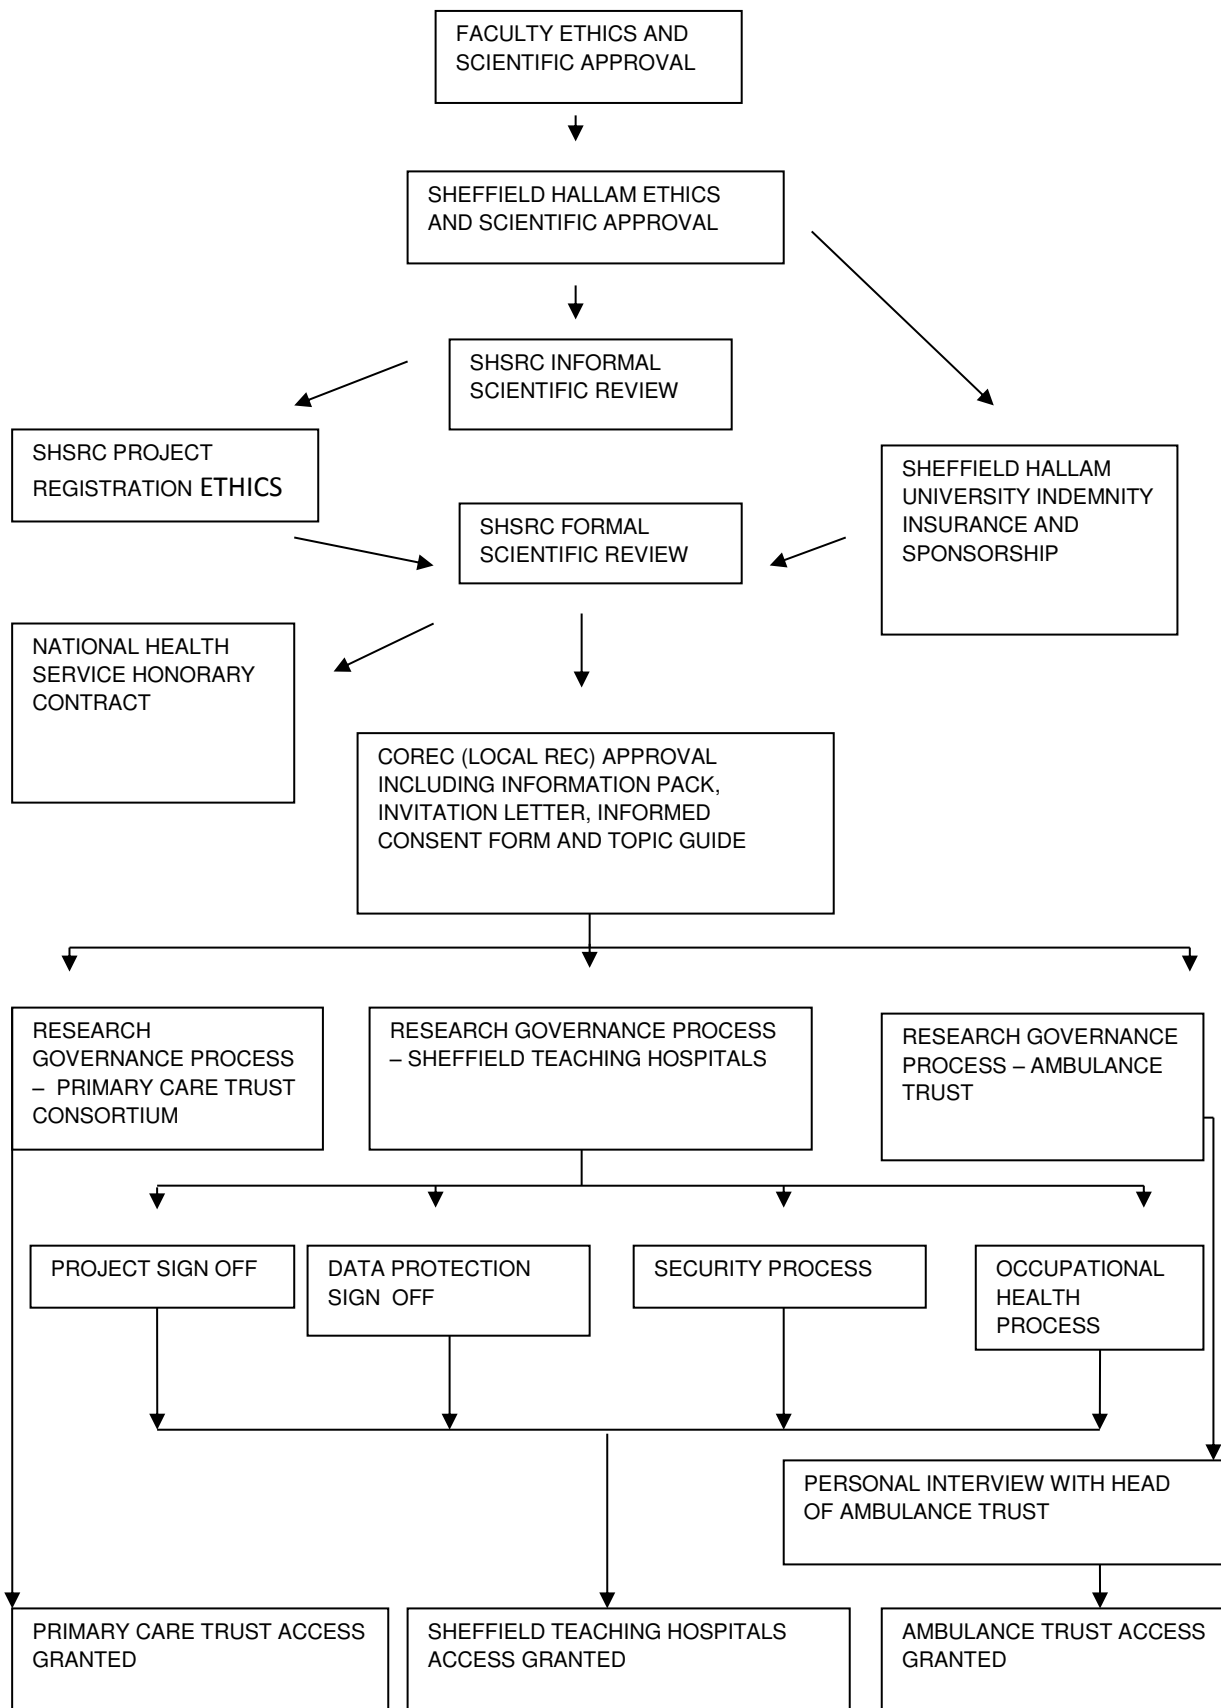 FACULTY ETHICS AND
SCIENTIFIC APPROVAL
SHEFFIELD HALLAM ETHICS
AND SCIENTIFIC APPROVAL
SHSRC INFORMAL
SCIENTIFIC REVIEW
SHSRC PROJECT
REGISTRATION ETHICS
SHEFFIELD HALLAM
UNIVERSITY INDEMNITY
INSURANCE AND
SPONSORSHIP
SHSRC FORMAL
SCIENTIFIC REVIEW
NATIONAL HEALTH
SERVICE HONORARY
CONTRACT
COREC (LOCAL REC) APPROVAL
INCLUDING INFORMATION PACK,
INVITATION LETTER, INFORMED
CONSENT FORM AND TOPIC GUIDE
RESEARCH
GOVERNANCE PROCESS
– PRIMARY CARE TRUST
CONSORTIUM
RESEARCH GOVERNANCE PROCESS
– SHEFFIELD TEACHING HOSPITALS
RESEARCH GOVERNANCE
PROCESS – AMBULANCE
TRUST
PROJECT SIGN OFF
DATA PROTECTION
SIGN OFF
SECURITY PROCESS
OCCUPATIONAL
HEALTH
PROCESS
PERSONAL INTERVIEW WITH HEAD
OF AMBULANCE TRUST
PRIMARY CARE TRUST ACCESS
GRANTED
SHEFFIELD TEACHING HOSPITALS
ACCESS GRANTED
AMBULANCE TRUST ACCESS
GRANTED